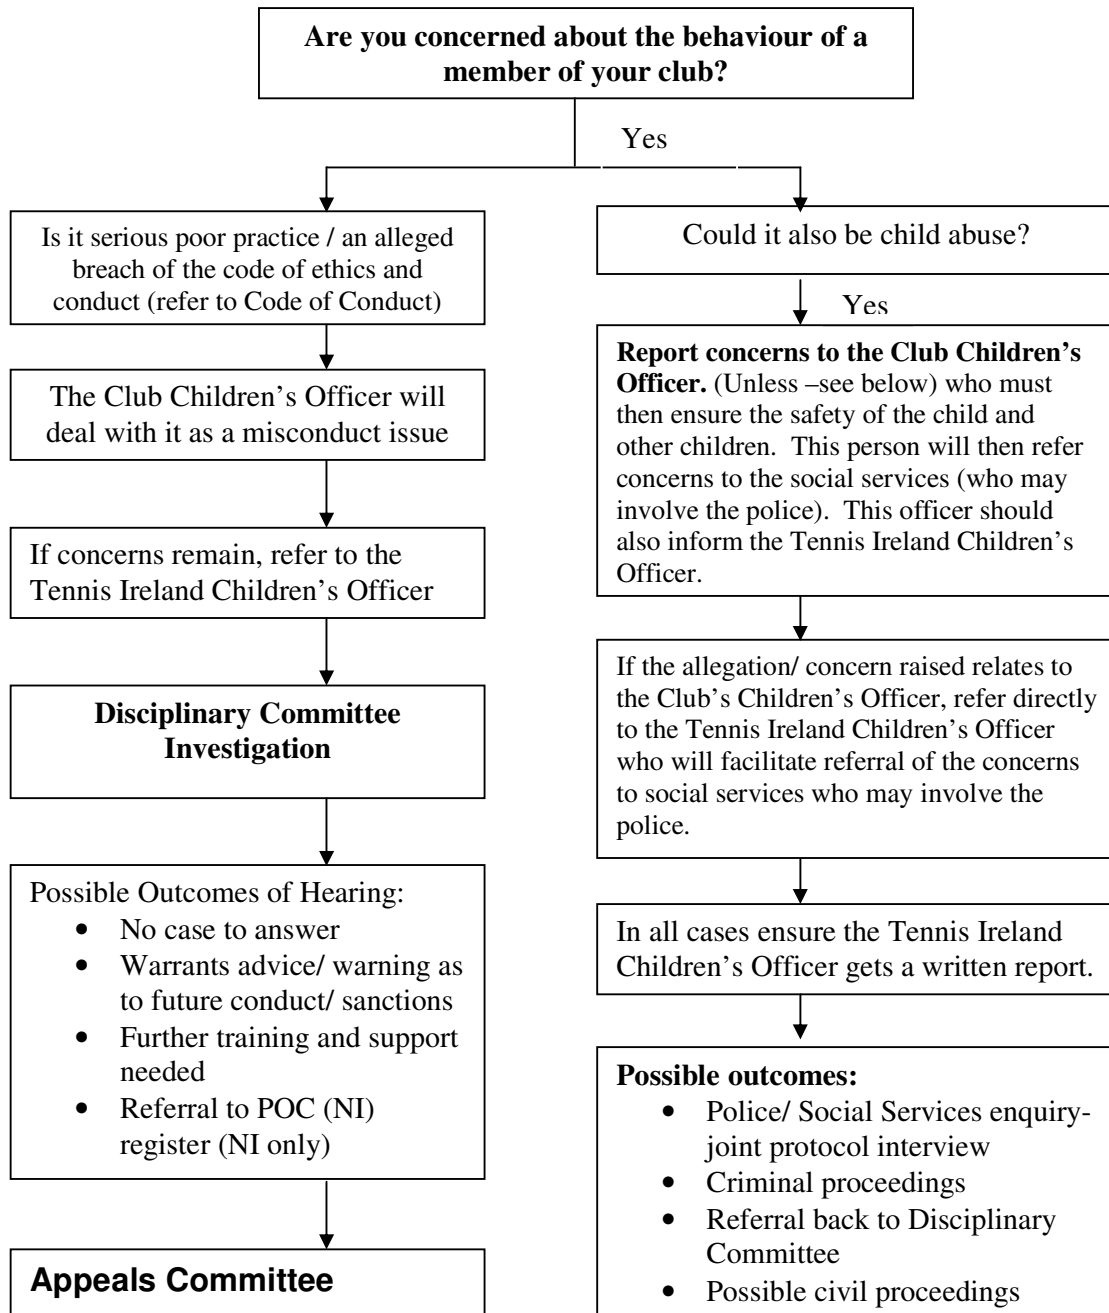 Are you concerned about the behaviour of a
member of your club?
Yes
Is it serious poor practice / an alleged
breach of the code of ethics and
conduct (refer to Code of Conduct)
The Club Children's Officer will
deal with it as a misconduct issue
If concerns remain, refer to the
Tennis Ireland Children's Officer
Disciplinary Committee
Investigation
Possible Outcomes of Hearing:
• No case to answer
• Warrants advice/ warning as
to future conduct/ sanctions
• Further training and support
needed
• Referral to POC (NI)
register (NI only)
Appeals Committee
Could it also be child abuse?
Yes
Report concerns to the Club Children's
Officer. (Unless –see below) who must
then ensure the safety of the child and
other children. This person will then refer
concerns to the social services (who may
involve the police). This officer should
also inform the Tennis Ireland Children's
Officer.
If the allegation/ concern raised relates to
the Club's Children's Officer, refer directly
to the Tennis Ireland Children's Officer
who will facilitate referral of the concerns
to social services who may involve the
police.
In all cases ensure the Tennis Ireland
Children's Officer gets a written report.
Possible outcomes:
• Police/ Social Services enquiry-
joint protocol interview
• Criminal proceedings
• Referral back to Disciplinary
Committee
• Possible civil proceedings